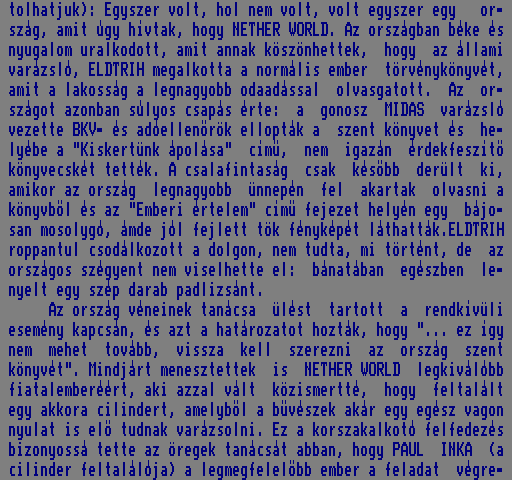 tolhatjuk): Egyszer volt, hol nem volt, volt egyszer egy or-
szág, amit úgy hívtak, hogy NETHER WORLD. Az országban béke és
nyugalom uralkodott, amit annak köszönhettek, hogy az állami
varázsló, ELDTRIH megalkotta a normális ember törvénykönyvét,
amit a lakosság a legnagyobb odaadással olvasgatott. Az or-
szágot azonban súlyos csapás érte: a gonosz MIDAS varázsló
vezette BKV- és adóellenőrök ellopták a szent könyvet és he-
lyébe a "Kiskertünk ápolása" című, nem igazán érdekfeszítő
könyvecskét tették. A csalafintaság csak később derült ki,
amikor az ország legnagyobb ünnepén fel akartak olvasni a
könyvből és az "Emberi értelem" című fejezet helyén egy bájo-
san mosolygó, ámde jól fejlett tök fényképét láthatták.ELDTRIH
roppantul csodálkozott a dolgon, nem tudta, mi történt, de az
országos szégyent nem viselhette el: bánatában egészben le-
nyelt egy szép darab padlizsánt.
Az ország véneinek tanácsa ülést tartott a rendkívüli
esemény kapcsán, és azt a határozatot hozták, hogy "... ez így
nem mehet tovább, vissza kell szerezni az ország szent
könyvét". Mindjárt menesztettek is NETHER WORLD legkiválóbb
fiatalemberéért, aki azzal vált közismertté, hogy feltalált
egy akkora cilindert, amelyből a bűvészek akár egy egész vagon
nyulat is elő tudnak varázsolni. Ez a korszakalkotó felfedezés
bizonyossá tette az öregek tanácsát abban, hogy PAUL INKA (a
cilinder feltalálója) a legmegfelelőbb ember a feladat végre-